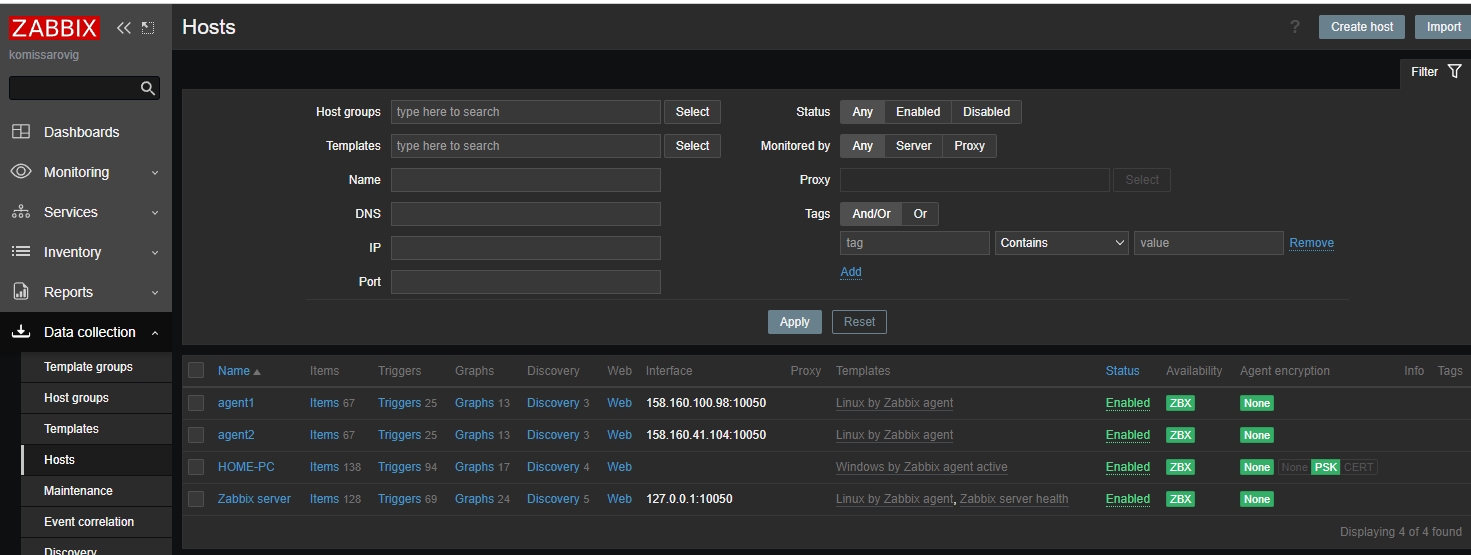 ZABBIX
Hosts
?
Create host
Import
komissarovig
Filter
Host groups type here to search Select Status Any Enabled Disabled
Dashboards
Templates type here to search Select Monitored by Any Server Proxy
Monitoring
Name Proxy Select
Services
DNS Tags And/Or Or
Inventory
IP tag Contains value Remove
Add
Reports
Port
Data collection
Apply Reset
Template groups
Host groups
Templates
Hosts
Maintenance
Event correlation
Discovery
Name Items Triggers Graphs Discovery Web Interface Proxy Templates Status Availability Agent encryption Info Tags
agent1 Items 67 Triggers 25 Graphs 13 Discovery 3 Web 158.160.100.98:10050 Linux by Zabbix agent Enabled ZBX None
agent2 Items 67 Triggers 25 Graphs 13 Discovery 3 Web 158.160.41.104:10050 Linux by Zabbix agent Enabled ZBX None
HOME-PC Items 138 Triggers 94 Graphs 17 Discovery 4 Web Windows by Zabbix agent active Enabled ZBX None None PSK CERT
Zabbix server Items 128 Triggers 69 Graphs 24 Discovery 5 Web 127.0.0.1:10050 Linux by Zabbix agent, Zabbix server health Enabled ZBX None
Displaying 4 of 4 found